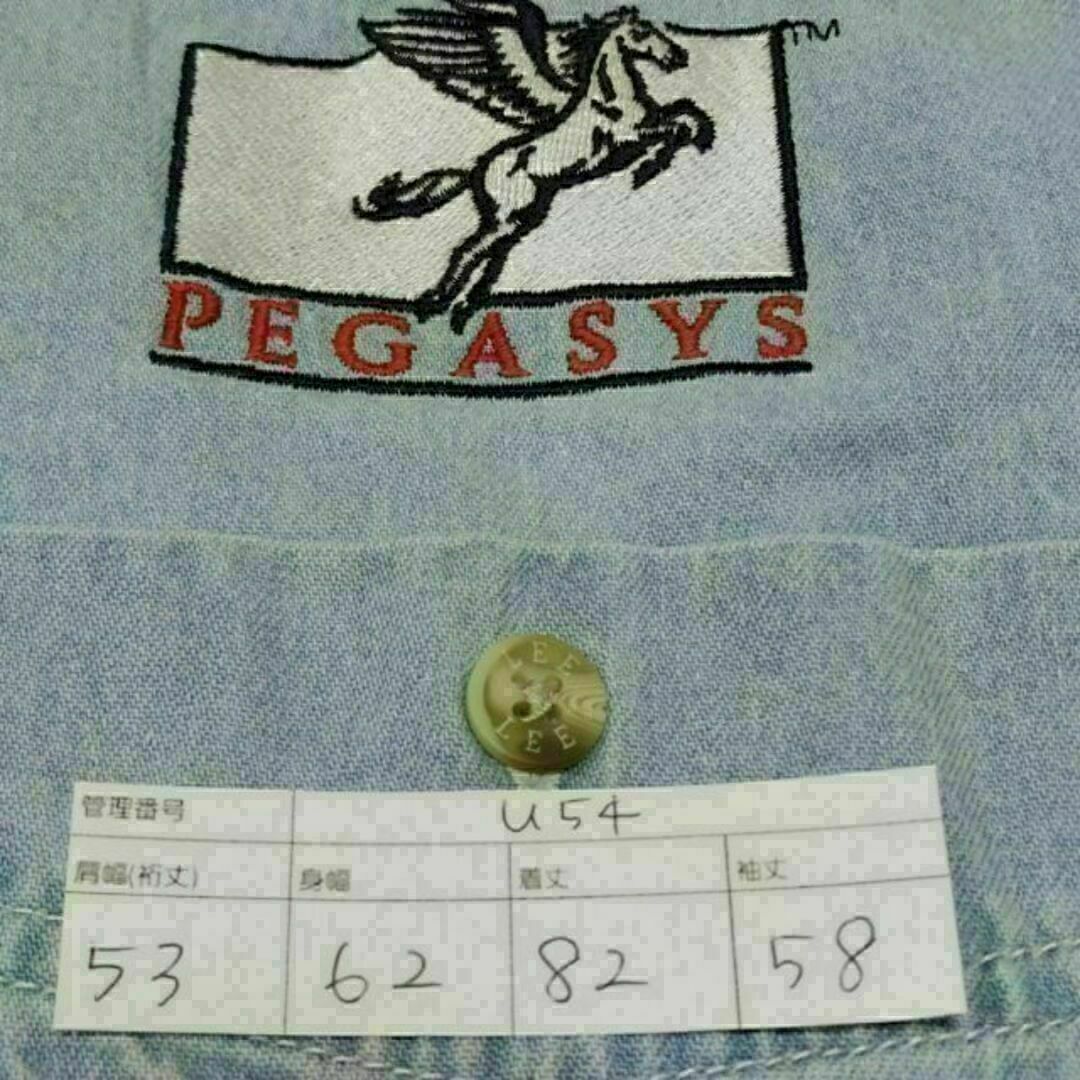 TM
PEGASYS
LEE
LEE
管理番号 U54
肩幅(裄丈) 身幅 着丈 袖丈
53 62 82 58